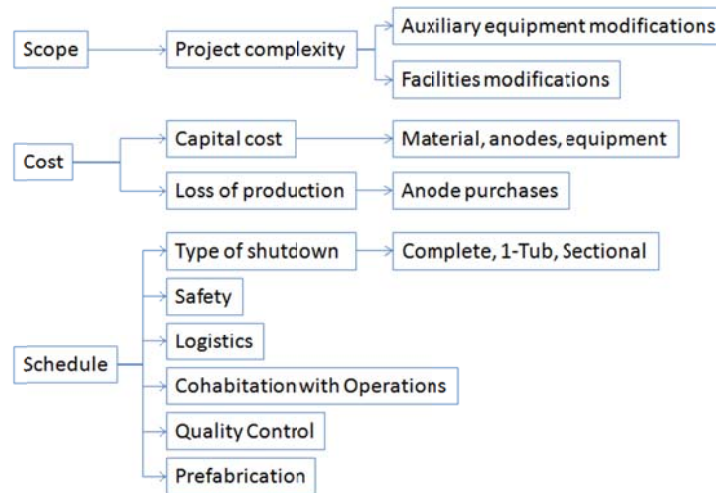 Scope
Project complexity
Auxiliary equipment modifications
Facilities modifications
Cost
Capital cost
Material, anodes, equipment
Loss of production
Anode purchases
Schedule
Type of shutdown
Complete, 1-Tub, Sectional
Safety
Logistics
Cohabitation with Operations
Quality Control
Prefabrication